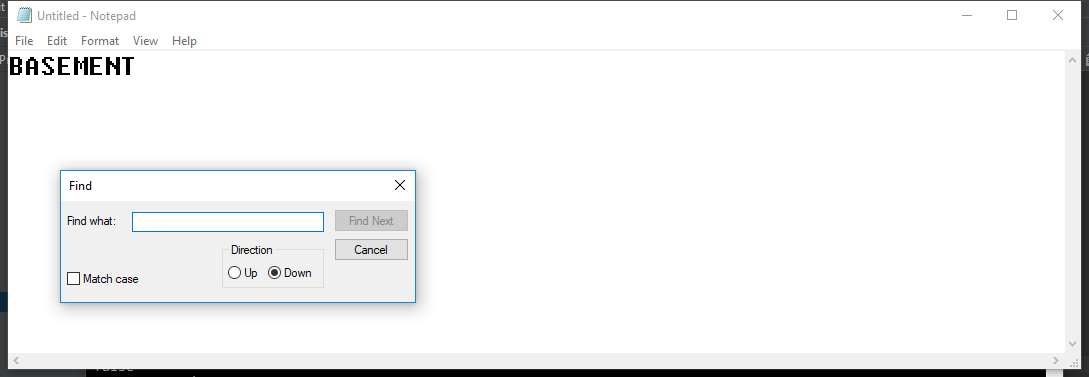 Untitled - Notepad
File Edit Format View Help
BASEMENT
Find
Find what:
Find Next
Direction
Cancel
Up Down
Match case